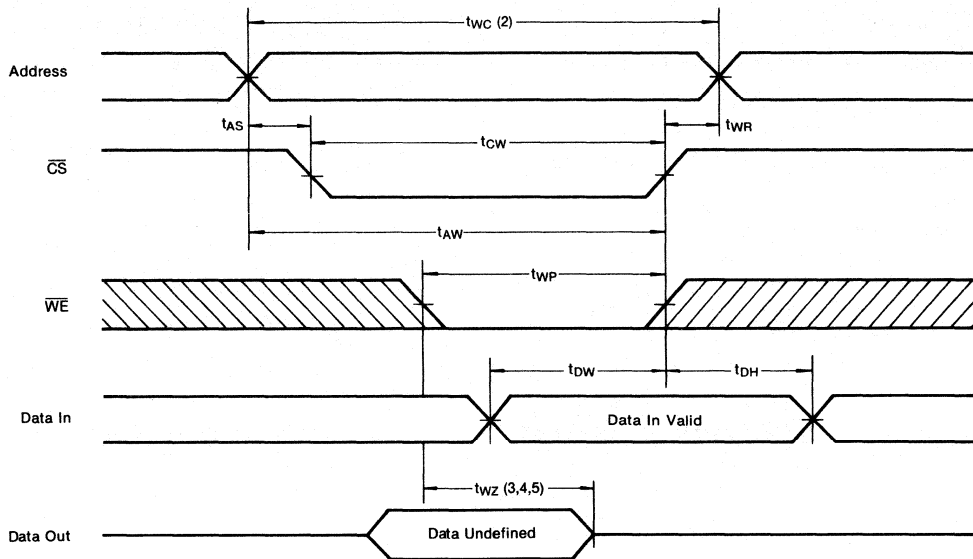 tWC (2)
Address
tAS
tCW
tWR
CS
tAW
tWP
WE
tDW
tDH
Data In
Data In Valid
tWZ (3,4,5)
Data Out
Data Undefined